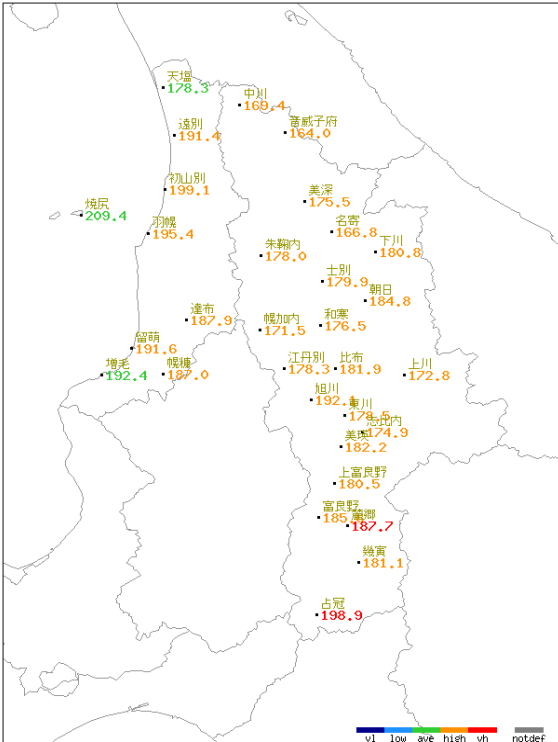 天塩
178.3
中川
169.4
遠別
191.4
音威子府
164.0
初山別
199.1
美深
175.5
焼尻
209.4
羽幌
195.4
名寄
166.8
朱鞠内
178.0
下川
180.8
士別
179.9
朝日
184.8
達布
187.9
幌加内
171.5
和寒
176.5
留萌
191.6
増毛
192.4
幌糠
187.0
江丹別
178.3
比布
181.9
上川
172.8
旭川
192.1
東川
178.5
志比内
174.9
美瑛
182.2
上富良野
180.5
富良野
185.
麓郷
187.7
幾寅
181.1
占冠
198.9
vl low ave high vh notdef